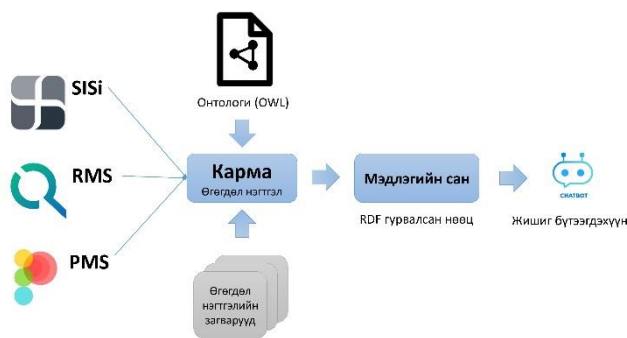 SISi
RMS
PMS
Онтологи (OWL)
Карма
Өгөгдөл нэгтгэл
Өгөгдөл
нэгтгэлийн
загварууд
Мэдлэгийн сан
RDF гурвалсан нөөц
CHATBOT
Жишиг бүтээгдэхүүн